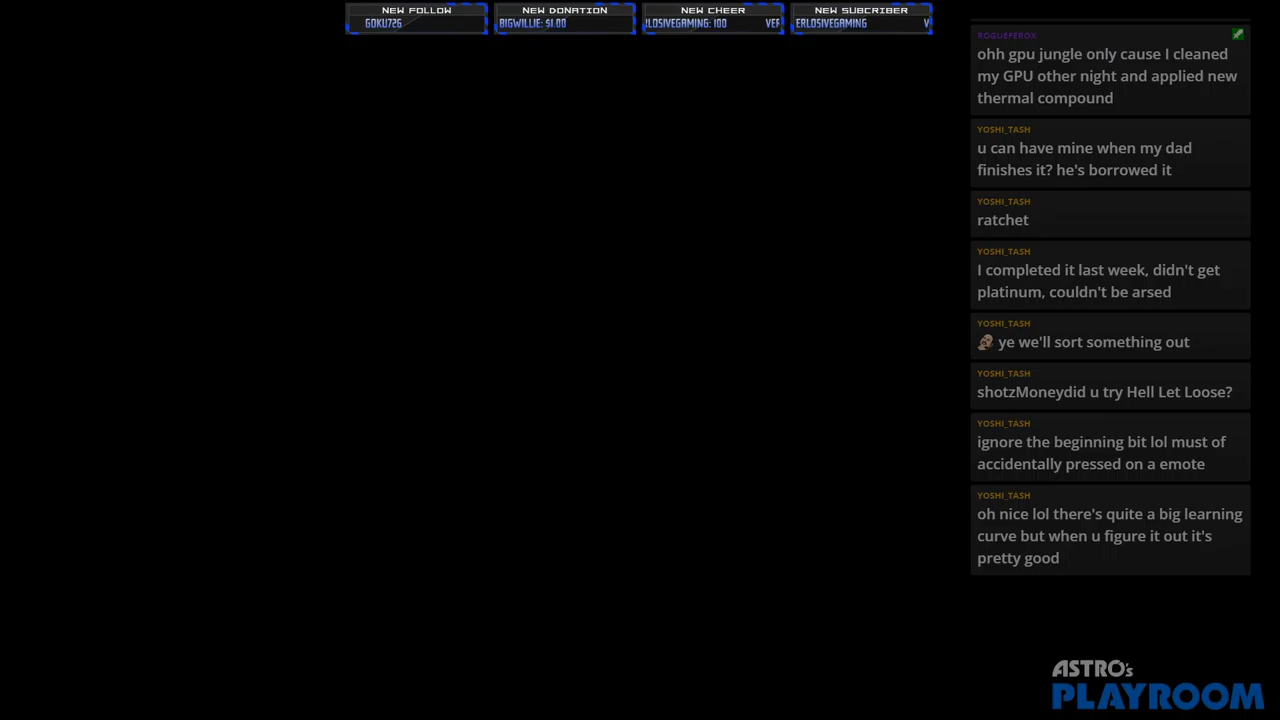 NEW FOLLOW
GOKU726
NEW DONATION
BIGWILLIE: $1.00
NEW CHEER
LOSIVEGAMING: 100 VER
NEW SUBCRIBER
ERLOSIVEGAMING V
ROGUEFEROX
ohh gpu jungle only cause I cleaned
my GPU other night and applied new
thermal compound
YOSHI_TASH
u can have mine when my dad
finishes it? he's borrowed it
YOSHI_TASH
ratchet
YOSHI_TASH
I completed it last week, didn't get
platinum, couldn't be arsed
YOSHI_TASH
ye we'll sort something out
YOSHI_TASH
shotzMoneydid u try Hell Let Loose?
YOSHI_TASH
ignore the beginning bit lol must of
accidentally pressed on a emote
YOSHI_TASH
oh nice lol there's quite a big learning
curve but when u figure it out it's
pretty good
ASTRO's
PLAYROOM